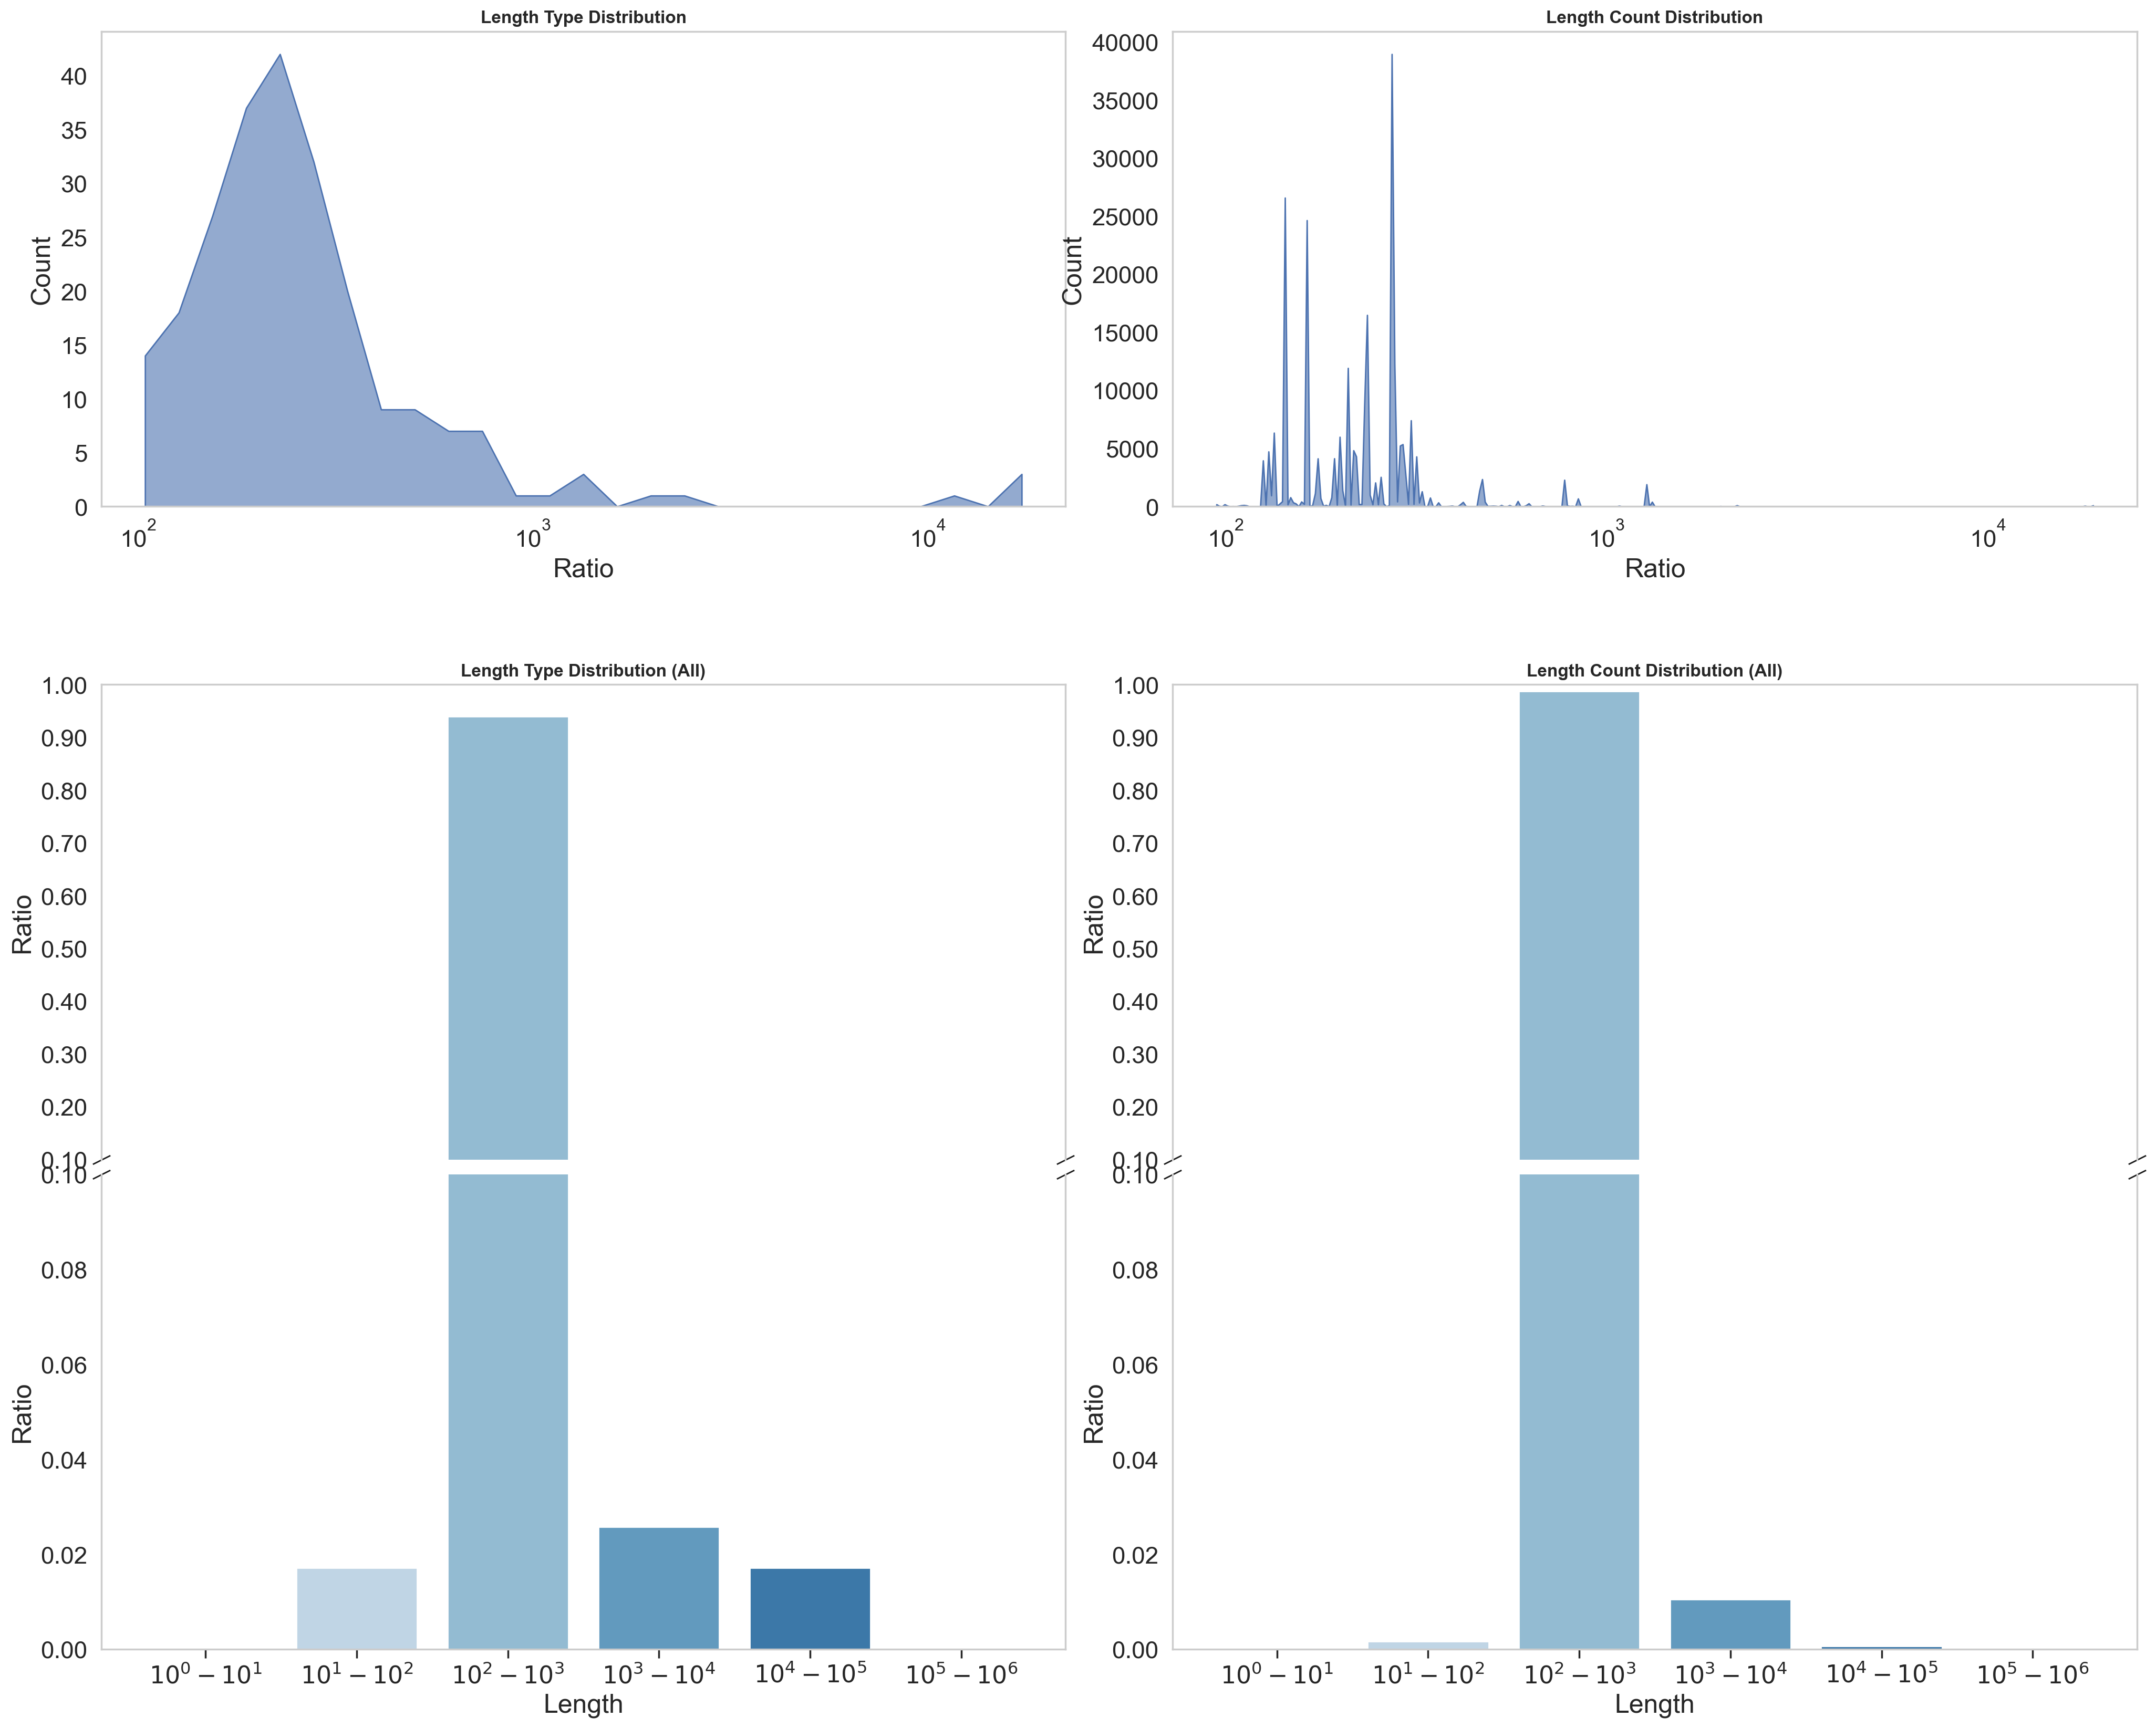 Length Type Distribution
40
35
30
25
20
15
10
5
0
Count
10^2
10^3
10^4
Ratio
Length Count Distribution
40000
35000
30000
25000
20000
15000
10000
5000
0
Count
10^2
10^3
10^4
Ratio
Length Type Distribution (All)
1.00
0.90
0.80
0.70
0.60
0.50
0.40
0.30
0.20
0.10
Ratio
0.10
0.08
0.06
0.04
0.02
0.00
Ratio
10^0 − 10^1
10^1 − 10^2
10^2 − 10^3
10^3 − 10^4
10^4 − 10^5
10^5 − 10^6
Length
Length Count Distribution (All)
1.00
0.90
0.80
0.70
0.60
0.50
0.40
0.30
0.20
0.10
Ratio
0.10
0.08
0.06
0.04
0.02
0.00
Ratio
10^0 − 10^1
10^1 − 10^2
10^2 − 10^3
10^3 − 10^4
10^4 − 10^5
10^5 − 10^6
Length